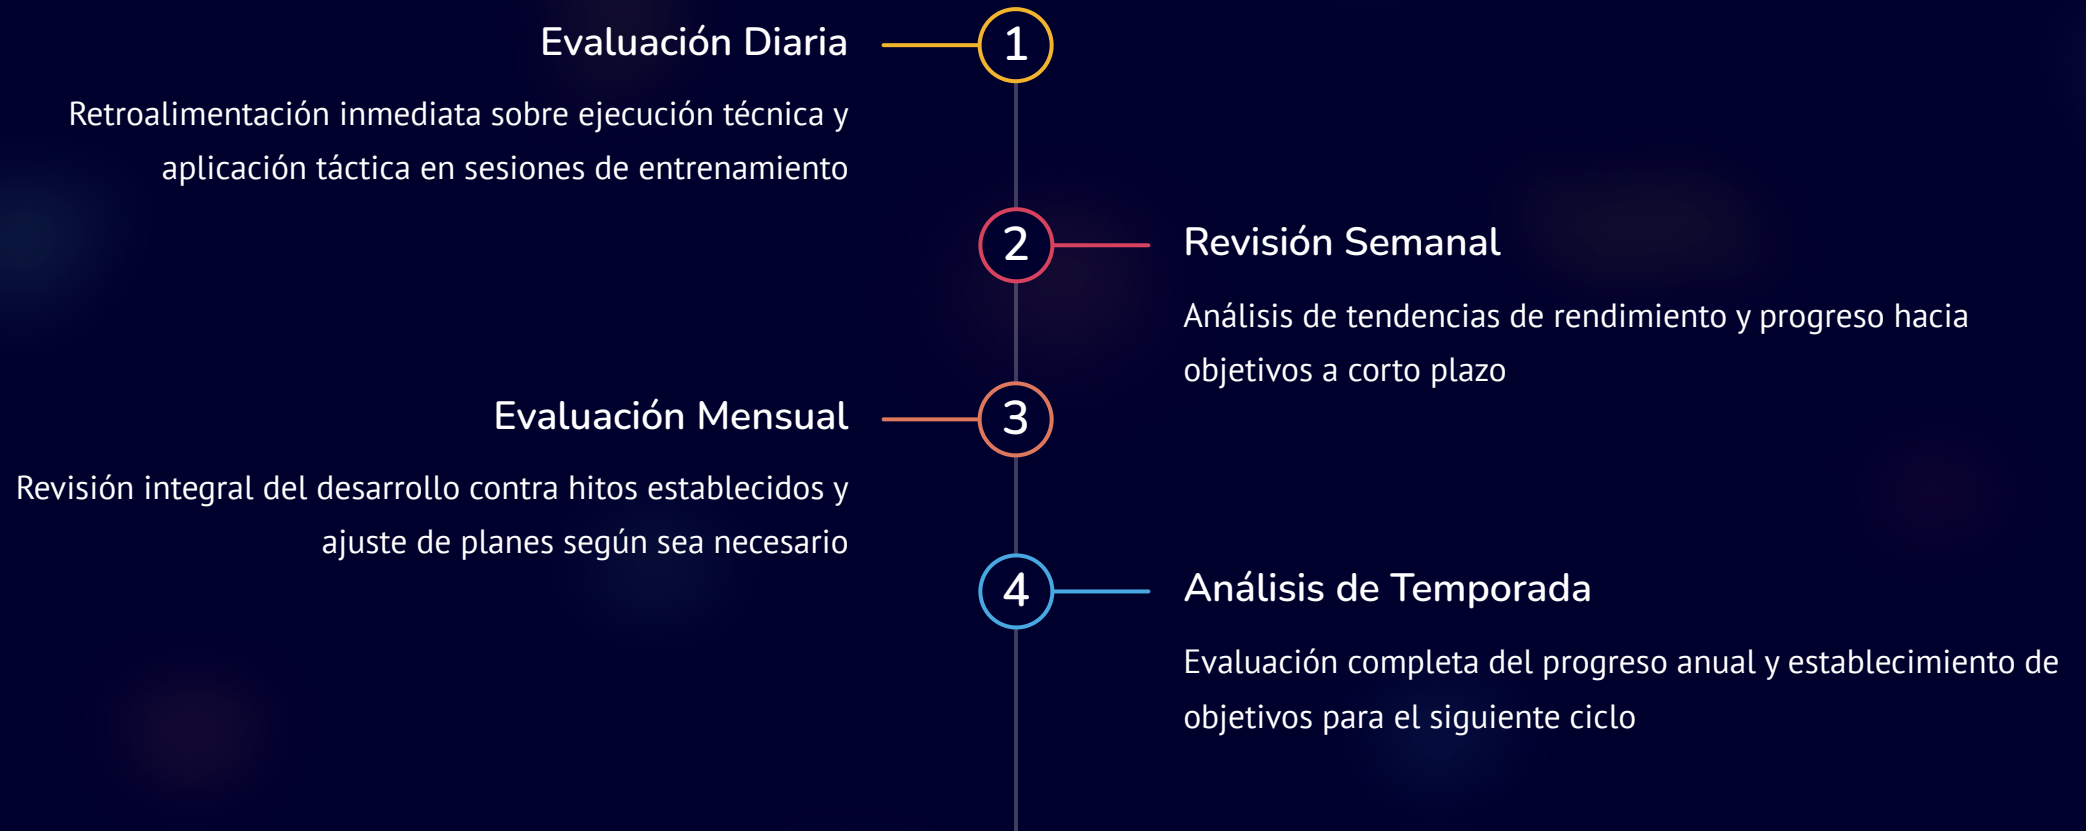 Evaluación Diaria
1
Retroalimentación inmediata sobre ejecución técnica y
aplicación táctica en sesiones de entrenamiento
2
Revisión Semanal
Análisis de tendencias de rendimiento y progreso hacia
objetivos a corto plazo
Evaluación Mensual
3
Revisión integral del desarrollo contra hitos establecidos y
ajuste de planes según sea necesario
4
Análisis de Temporada
Evaluación completa del progreso anual y establecimiento de
objetivos para el siguiente ciclo